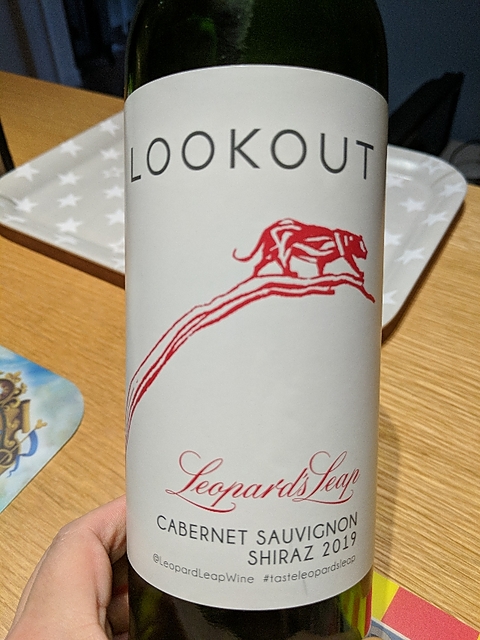 LOOKOUT
Leopard's Leap
CABERNET SAUVIGNON
SHIRAZ 2019
@LeopardLeapWine #tasteleopardsleap